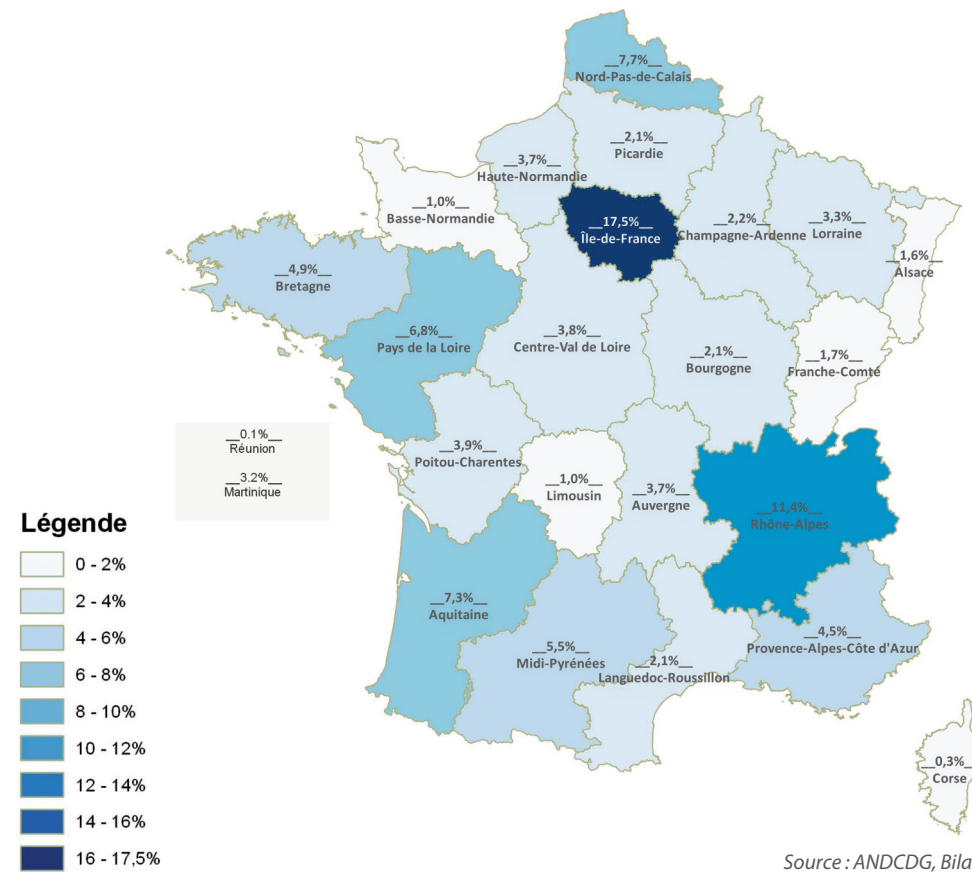 __7,7%__
Nord-Pas-de-Calais
__2,1%__
Picardie
__3,7%__
Haute-Normandie
__1,0%__
Basse-Normandie
__17,5%__
Île-de-France
__2,2%__
Champagne-Ardenne
__3,3%__
Lorraine
__1,6%__
Alsace
__4,9%__
Bretagne
__6,8%__
Pays de la Loire
__3,8%__
Centre-Val de Loire
__2,1%__
Bourgogne
__1,7%__
Franche-Comté
__0.1%__
Réunion
__3.2%__
Martinique
__3,9%__
Poitou-Charentes
__1,0%__
Limousin
__3,7%__
Auvergne
__11,4%__
Rhône-Alpes
__7,3%__
Aquitaine
__5,5%__
Midi-Pyrénées
__2,1%__
Languedoc-Roussillon
__4,5%__
Provence-Alpes-Côte d'Azur
__0,3%__
Corse
Légende
0 - 2%
2 - 4%
4 - 6%
6 - 8%
8 - 10%
10 - 12%
12 - 14%
14 - 16%
16 - 17,5%
Source : ANDCDG, Bila